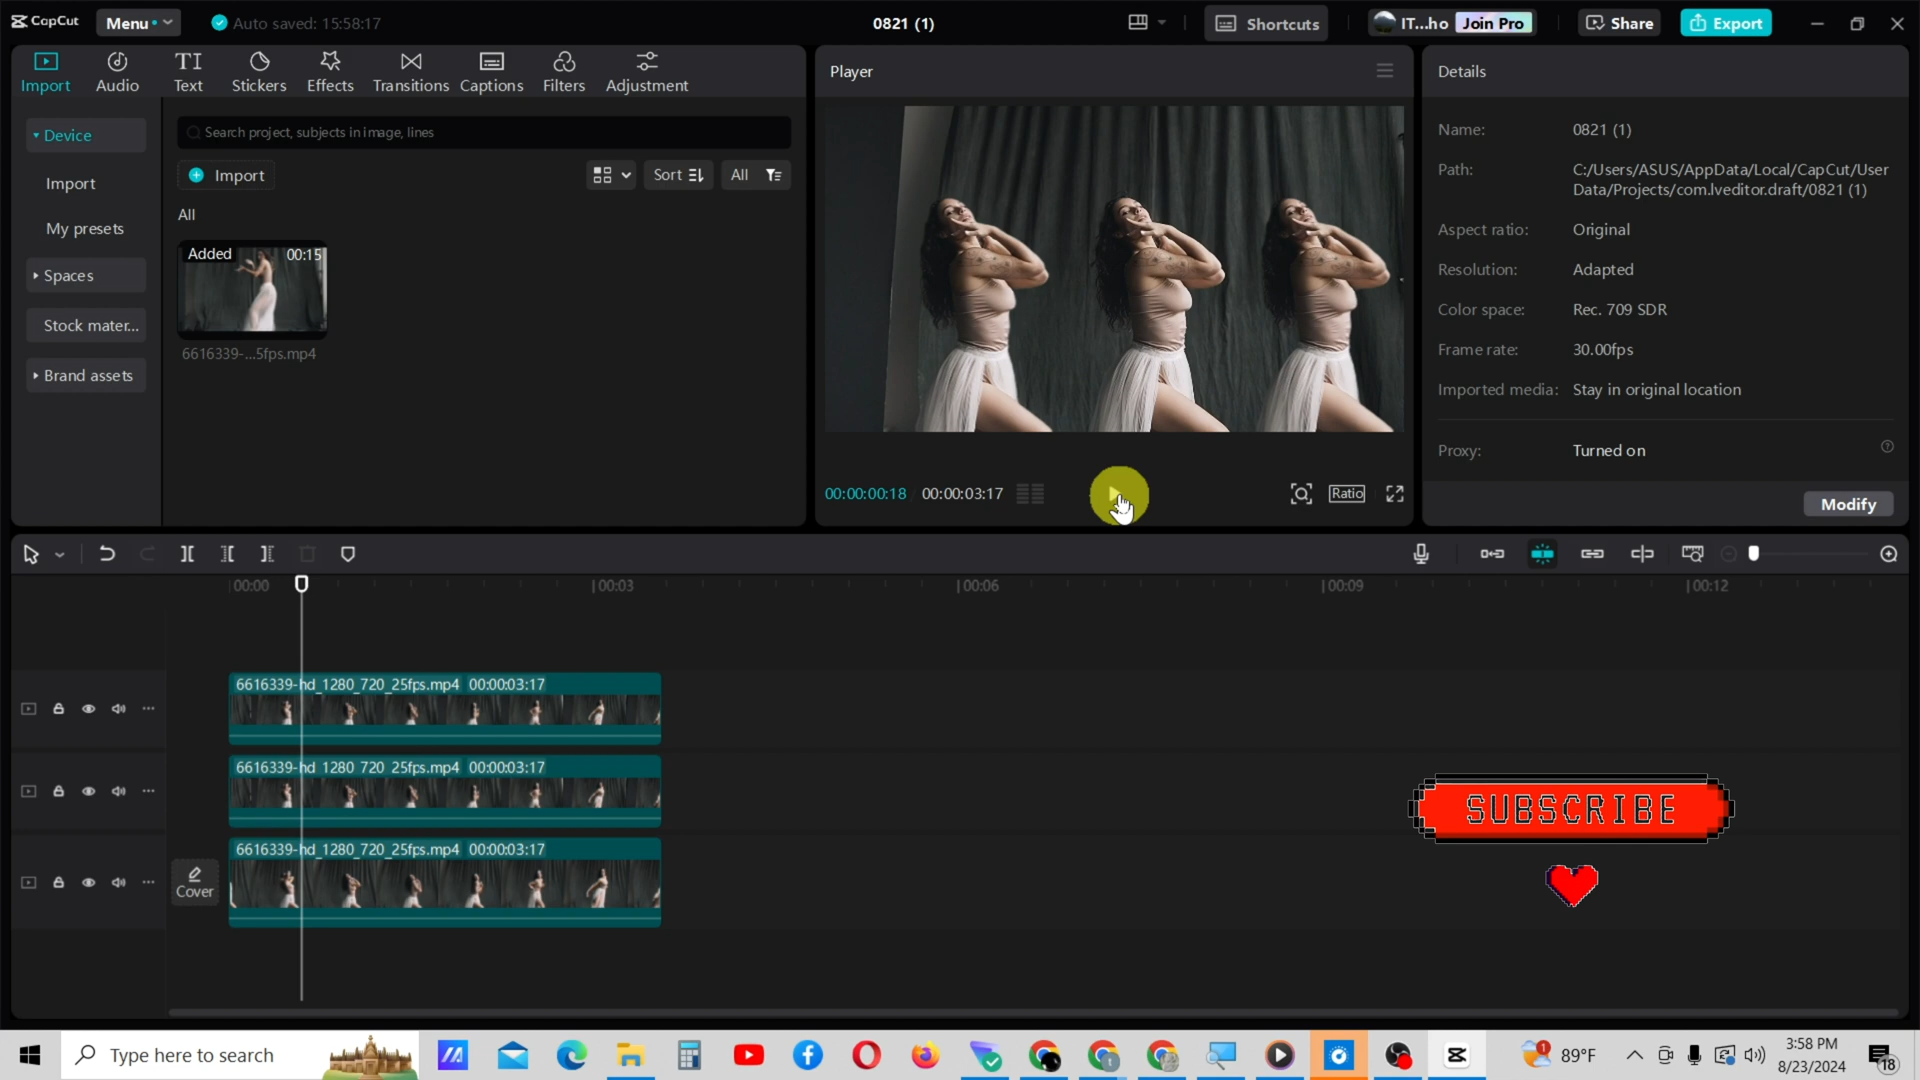 CapCut
Menu
Auto saved: 15:58:17
0821 (1)
Shortcuts
IT...ho
Join Pro
Share
Export
Import
Audio
TI
Text
Stickers
Effects
Transitions
Captions
Filters
Adjustment
Device
Import
My presets
Spaces
Stock mater...
Brand assets
Search project, subjects in image, lines
Import
Sort
All
All
Added
00:15
6616339-...5fps.mp4
Player
00:00:00:18
00:00:03:17
Ratio
Details
Name:
0821 (1)
Path:
C:/Users/ASUS/AppData/Local/CapCut/User
Data/Projects/com.lveditor.draft/0821 (1)
Aspect ratio:
Original
Resolution:
Adapted
Color space:
Rec. 709 SDR
Frame rate:
30.00fps
Imported media:
Stay in original location
Proxy:
Turned on
Modify
00:00
00:03
00:06
00:09
00:12
6616339-hd_1280_720_25fps.mp4 00:00:03:17
6616339-hd_1280_720_25fps.mp4 00:00:03:17
Cover
6616339-hd_1280_720_25fps.mp4 00:00:03:17
SUBSCRIBE
Type here to search
1
89°F
3:58 PM
8/23/2024
18